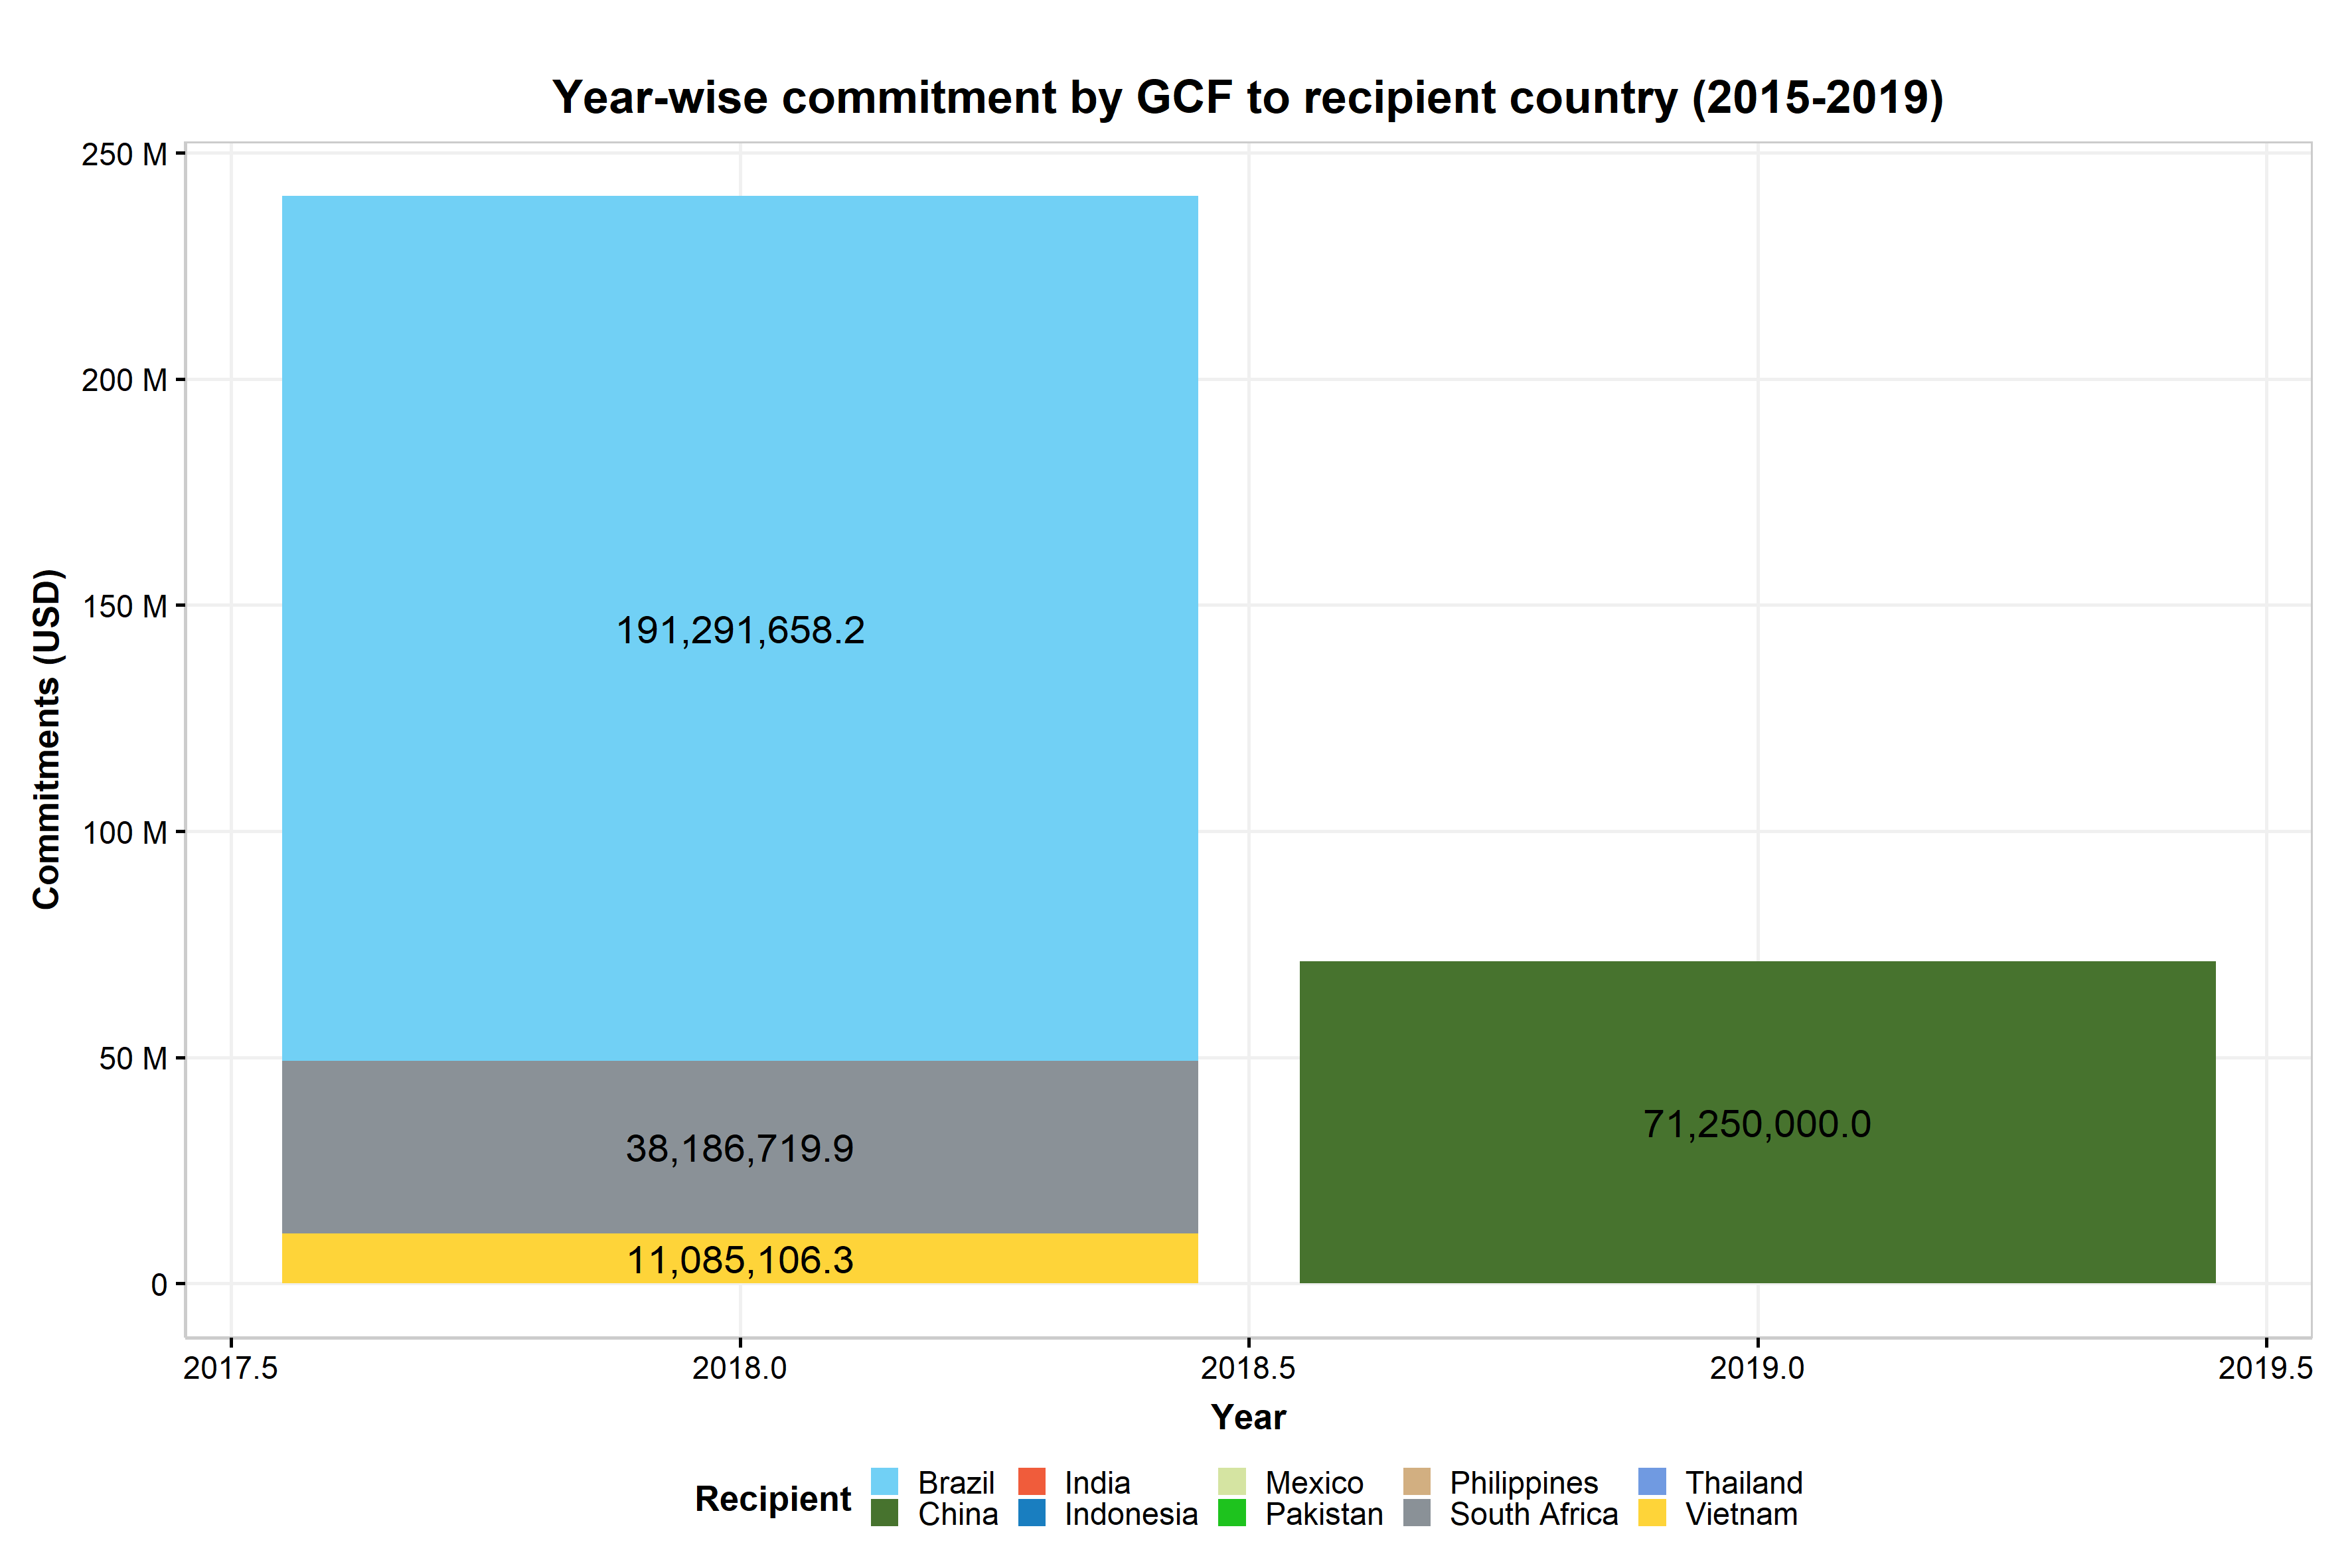 Year-wise commitment by GCF to recipient country (2015-2019)
Commitments (USD)
250 M
200 M
150 M
100 M
50 M
0
191,291,658.2
38,186,719.9
11,085,106.3
71,250,000.0
2017.5 2018.0 2018.5 2019.0 2019.5
Year
Recipient
Brazil India Mexico Philippines Thailand
China Indonesia Pakistan South Africa Vietnam